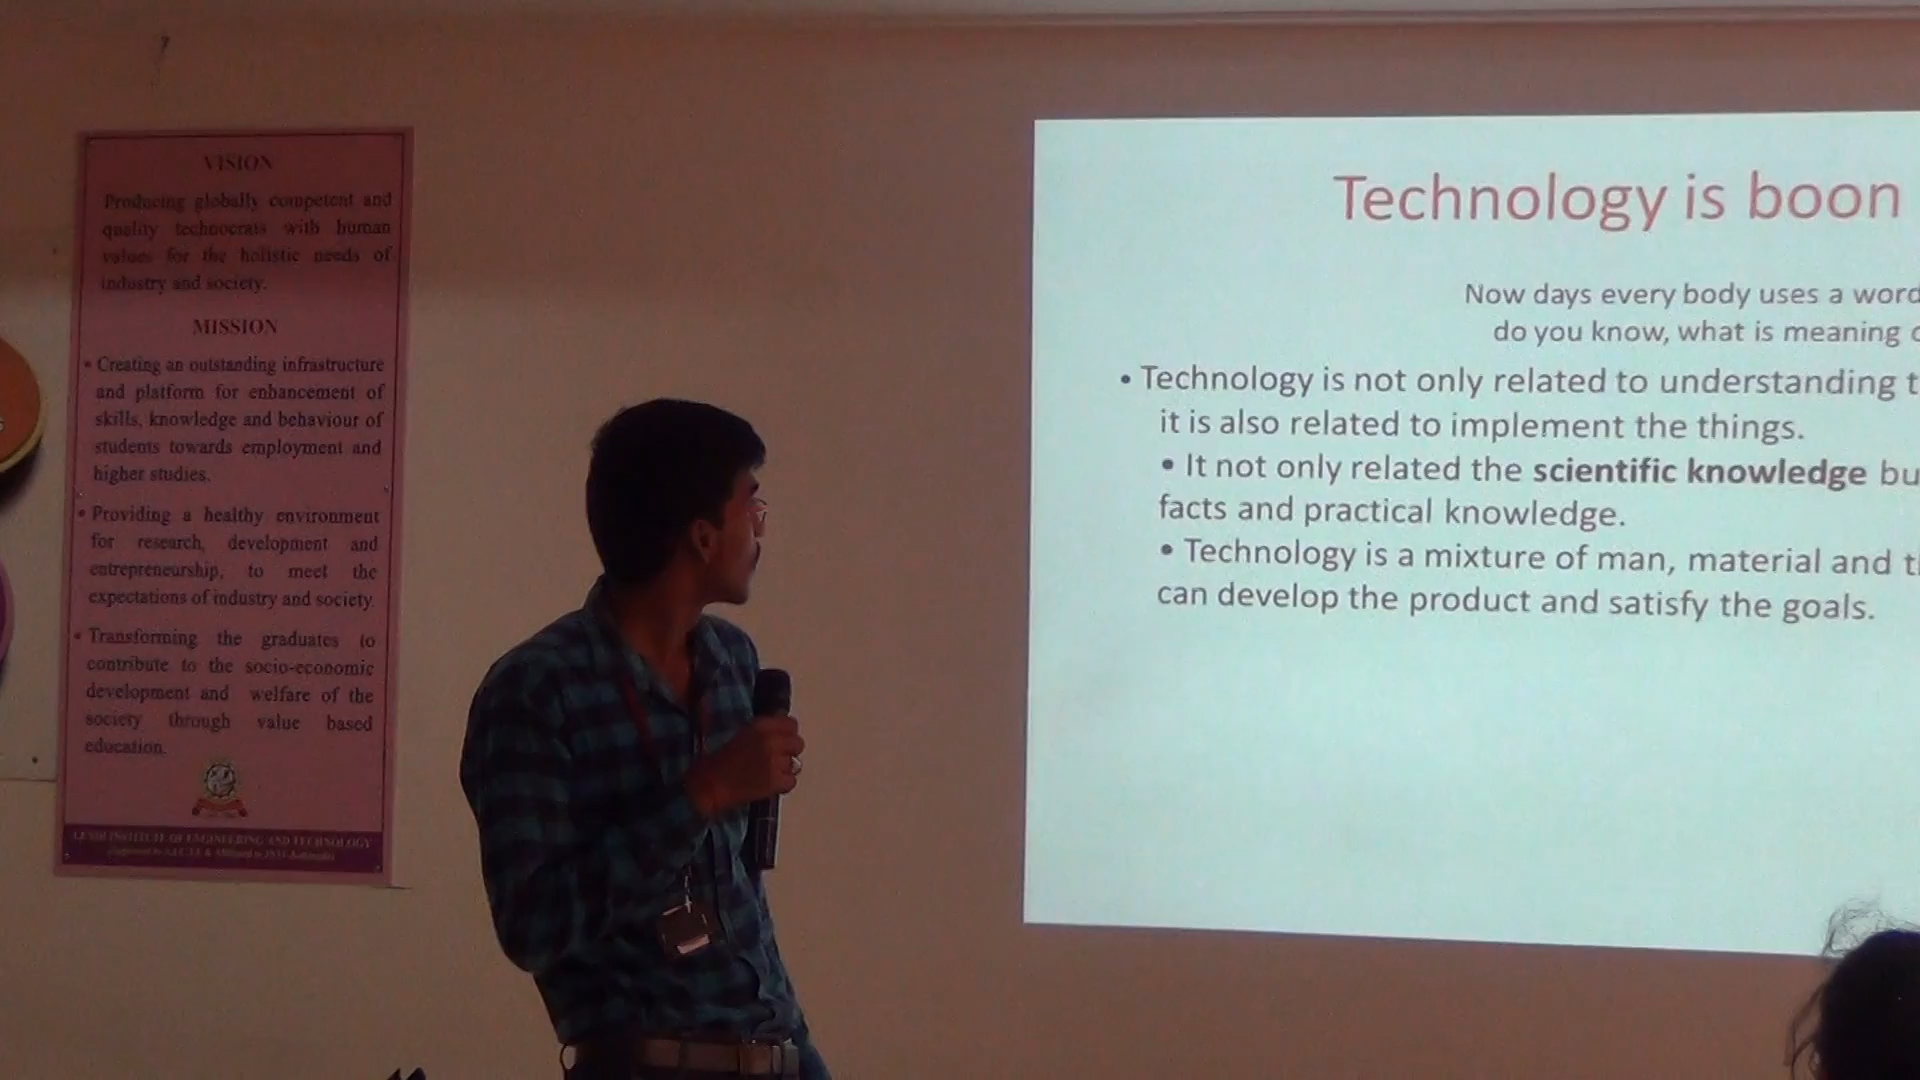 VISION
Producing globally competent and
quality technocrats with human
values for the holistic needs of
industry and society.
MISSION
• Creating an outstanding infrastructure
and platform for enhancement of
skills, knowledge and behaviour of
students towards employment and
higher studies.
• Providing a healthy environment
for research, development and
entrepreneurship, to meet the
expectations of industry and society
• Transforming the graduates to
contribute to the socio-economic
development and welfare of the
society through value based
education.
INSTITUTE OF ENGINEERING AND TECHNOLOGY
Technology is boon
Now days every body uses a word
do you know, what is meaning
• Technology is not only related to understanding
it is also related to implement the things.
• It not only related the scientific knowledge
facts and practical knowledge.
• Technology is a mixture of man, material and
can develop the product and satisfy the goals.